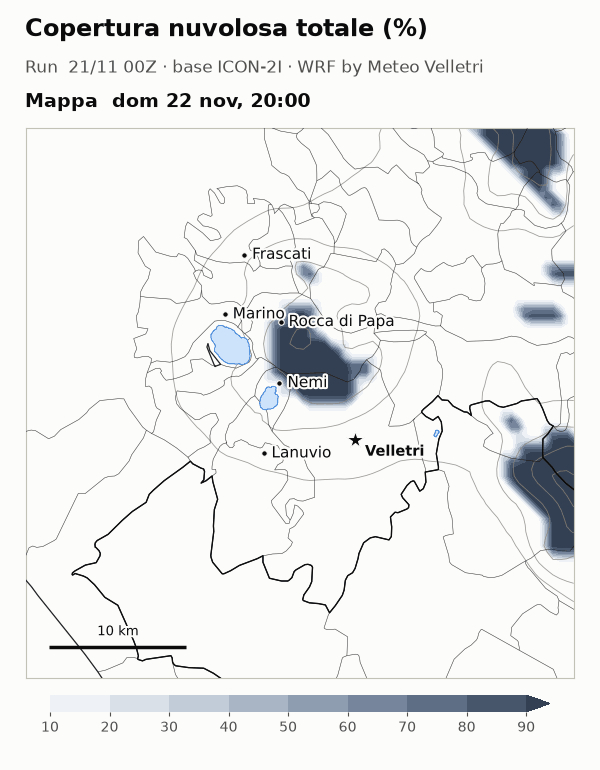 Copertura nuvolosa totale (%)
Run  21/11 00Z · base ICON-2I · WRF by Meteo Velletri
Mappa  dom 22 nov, 20:00
Frascati
Marino
Rocca di Papa
Nemi
Velletri
Lanuvio
10 km
10 20 30 40 50 60 70 80 90